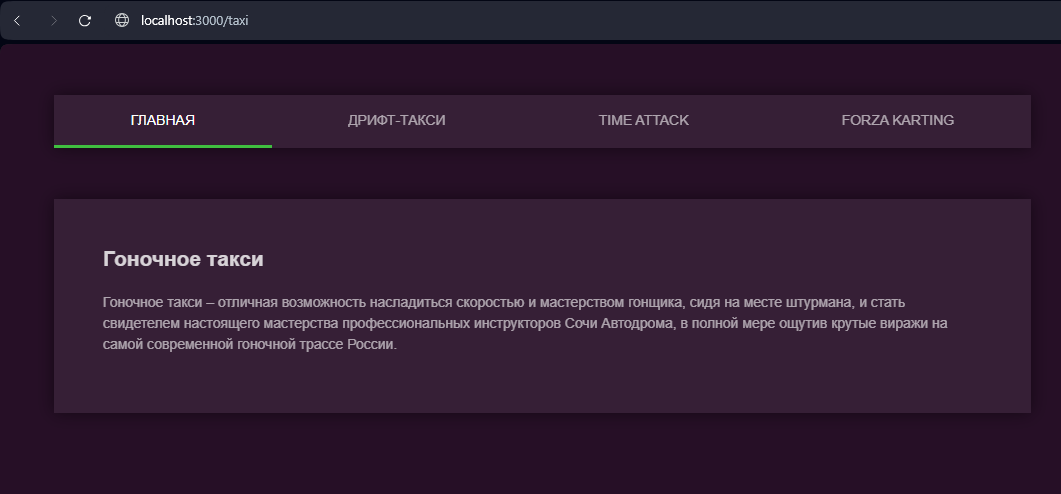 localhost:3000/taxi
ГЛАВНАЯ ДРИФТ-ТАКСИ TIME ATTACK FORZA KARTING
Гоночное такси
Гоночное такси – отличная возможность насладиться скоростью и мастерством гонщика, сидя на месте штурмана, и стать
свидетелем настоящего мастерства профессиональных инструкторов Сочи Автодрома, в полной мере ощутив крутые виражи на
самой современной гоночной трассе России.